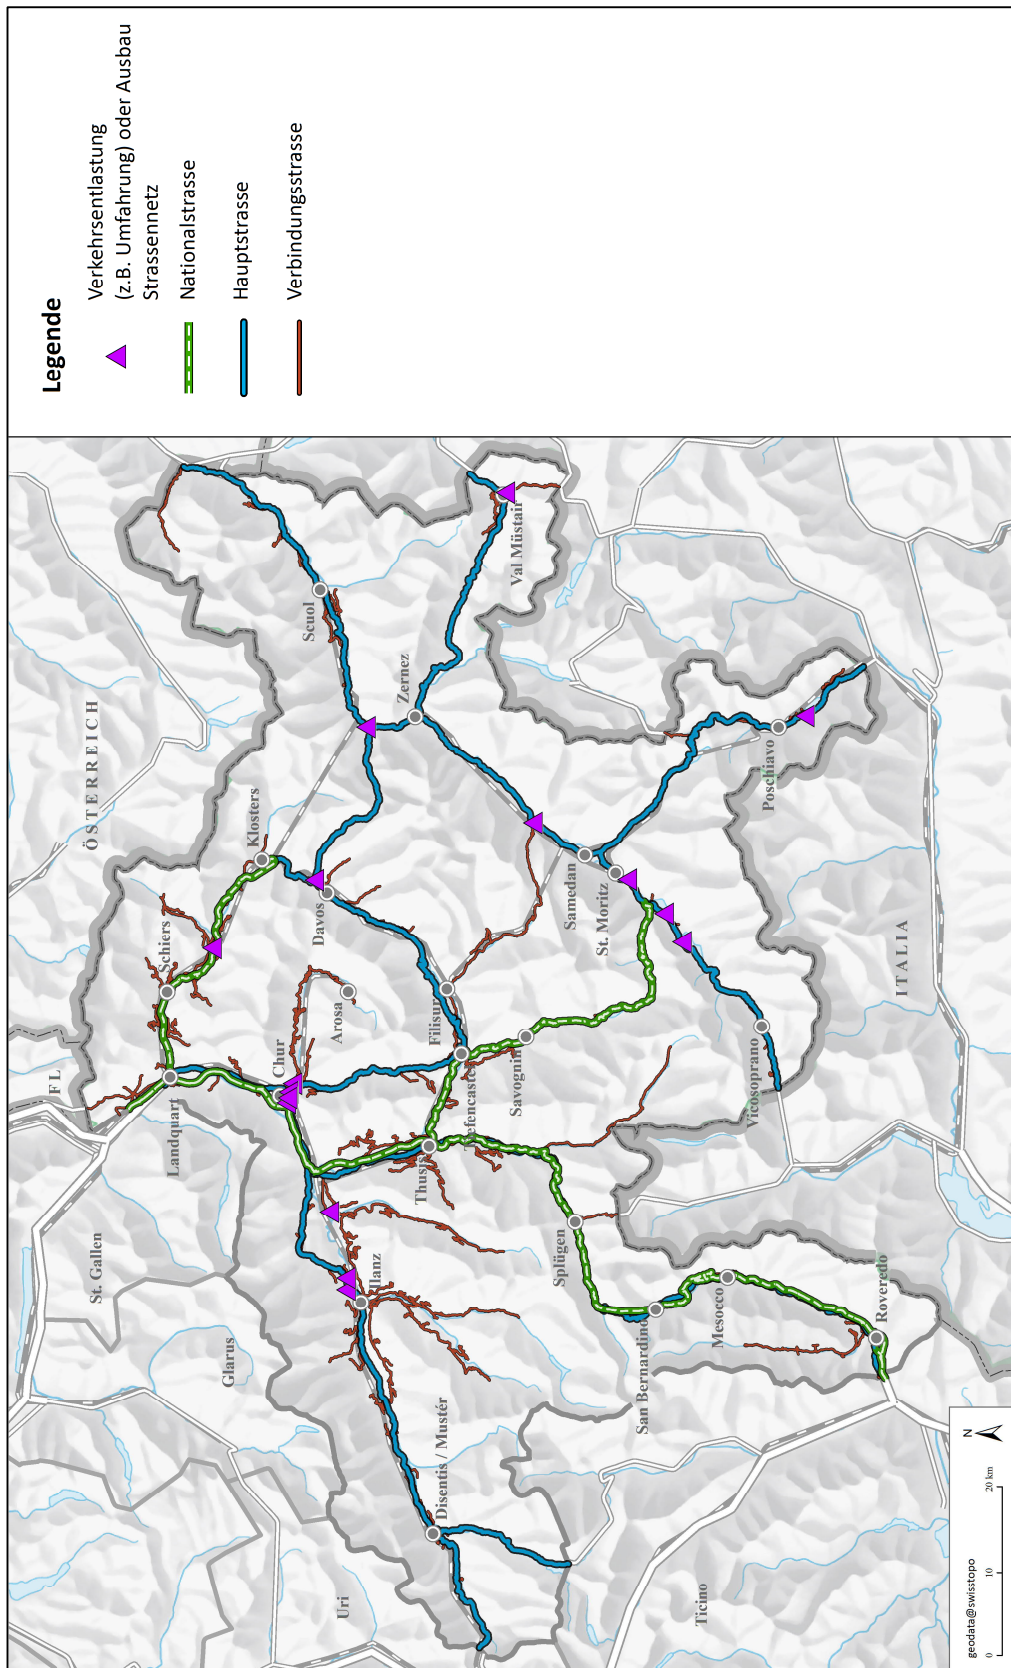 Legende
Verkehrsentlastung
(z.B. Umfahrung) oder Ausbau
Strassennetz
Nationalstrasse
Hauptstrasse
Verbindungsstrasse
ÖSTERREICH
FL
St. Gallen
Glarus
Uri
Ticino
ITALIA
Landquart
Schiers
Klosters
Chur
Arosa
Davos
Scuol
Zernez
Val Müstair
Ilanz
Disentis / Mustér
Thusis
Tiefencastel
Filisur
Savognin
Samedan
St. Moritz
Splügen
San Bernardino
Mesocco
Roveredo
Vicosoprano
Poschiavo
geodata@swisstopo
0 10 20 km
N